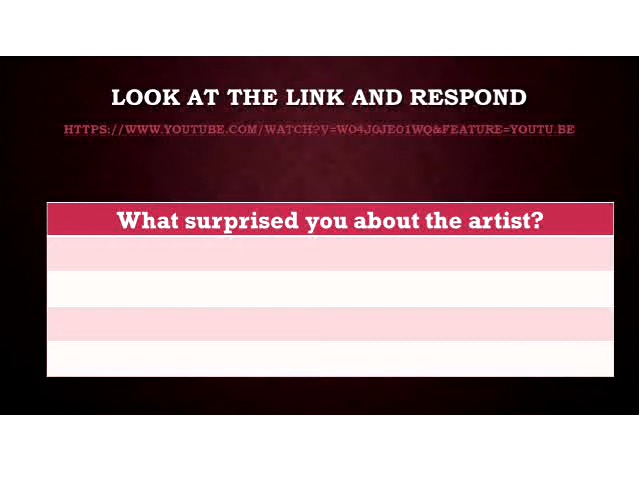 LOOK AT THE LINK AND RESPOND
HTTPS://WWW.YOUTUBE.COM/WATCH?V=WO4J0JE01WQ&FEATURE=YOUTU.BE
What surprised you about the artist?